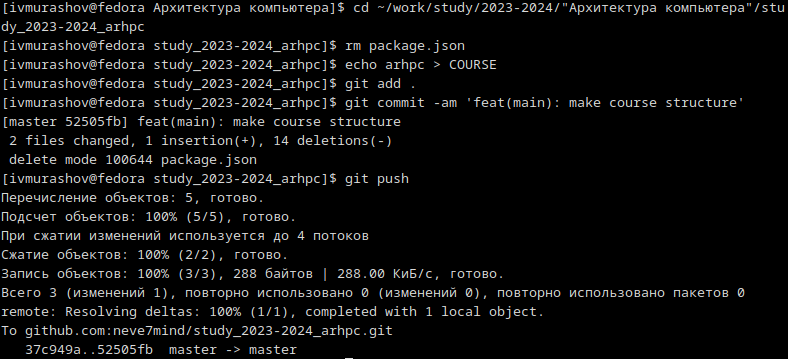 [ivmurashov@fedora Архитектура компьютера]$ cd ~/work/study/2023-2024/"Архитектура компьютера"/stu
dy_2023-2024_arhpc
[ivmurashov@fedora study_2023-2024_arhpc]$ rm package.json
[ivmurashov@fedora study_2023-2024_arhpc]$ echo arhpc > COURSE
[ivmurashov@fedora study_2023-2024_arhpc]$ git add .
[ivmurashov@fedora study_2023-2024_arhpc]$ git commit -am 'feat(main): make course structure'
[master 52505fb] feat(main): make course structure
 2 files changed, 1 insertion(+), 14 deletions(-)
 delete mode 100644 package.json
[ivmurashov@fedora study_2023-2024_arhpc]$ git push
Перечисление объектов: 5, готово.
Подсчет объектов: 100% (5/5), готово.
При сжатии изменений используется до 4 потоков
Сжатие объектов: 100% (2/2), готово.
Запись объектов: 100% (3/3), 288 байтов | 288.00 КиБ/с, готово.
Всего 3 (изменений 1), повторно использовано 0 (изменений 0), повторно использовано пакетов 0
remote: Resolving deltas: 100% (1/1), completed with 1 local object.
To github.com:neve7mind/study_2023-2024_arhpc.git
   37c949a..52505fb  master -> master